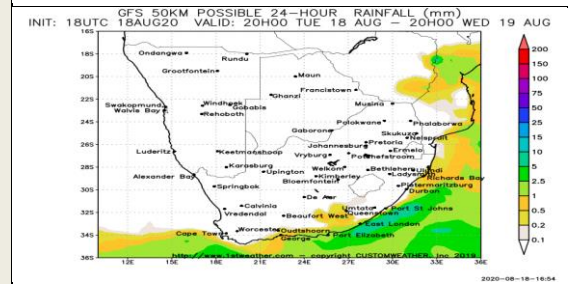 GFS 50KM POSSIBLE 24-HOUR RAINFALL (mm)
INIT: 18UTC 18AUG20 VALID: 20H00 TUE 18 AUG - 20H00 WED 19 AUG
16S
18S
20S
22S
24S
26S
28S
30S
32S
34S
36S
Ondangwa
Rundu
Grootfontein
Maun
Ghanzi
Francistown
Musina
Swakopmund
Walvis Bay
Windhoek
Gobabis
Rehoboth
Polokwane
Phalaborwa
Gaborone
Skukuza
Nelspruit
Pretoria
Johannesburg
Ermelo
Luderitz
Keetmanshoop
Vryburg
Potchefstroom
Karasburg
Upington
Welkom
Bethlehem
Ulundi
Alexander Bay
Kimberley
Ladysmith
Richards Bay
Bloemfontein
Springbok
Pietermaritzburg
Durban
De Aar
Calvinia
Umtata
Port St Johns
Vredendal
Beaufort West
Queenstown
East London
Cape Town
Worcester
Oudtshoorn
George
Port Elizabeth
http://www.1stweather.com - copyright CUSTOMWEATHER, inc 2019
12E
15E
18E
21E
24E
27E
30E
33E
36E
200
150
100
75
50
25
15
10
5
2.5
1
0.5
0.2
0.1
2020-08-18-16:54